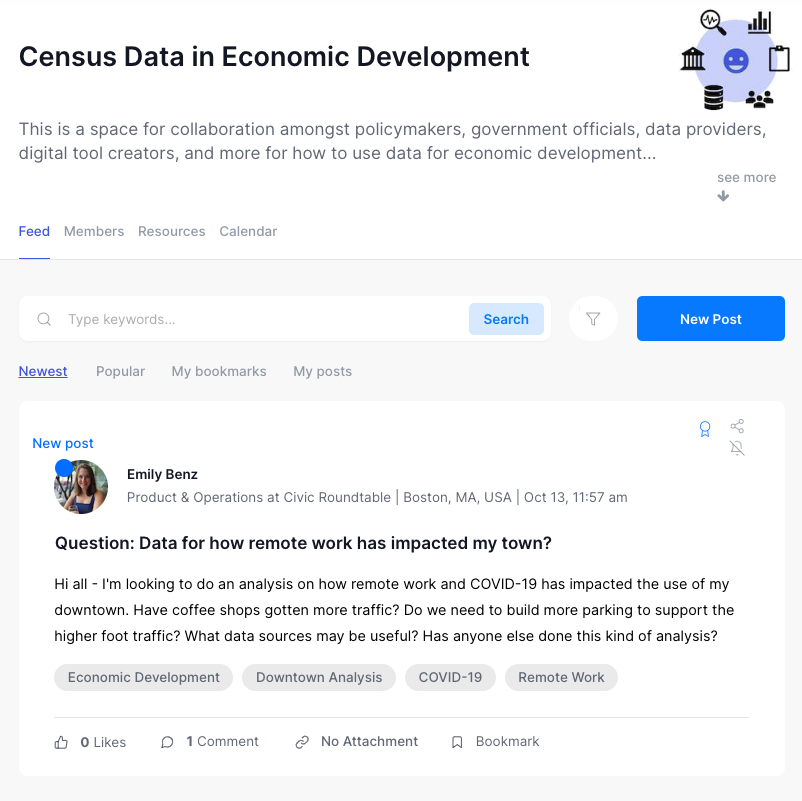 Census Data in Economic Development
This is a space for collaboration amongst policymakers, government officials, data providers,
digital tool creators, and more for how to use data for economic development...
see more
Feed Members Resources Calendar
Type keywords... Search New Post
Newest Popular My bookmarks My posts
New post
Emily Benz
Product & Operations at Civic Roundtable | Boston, MA, USA | Oct 13, 11:57 am
Question: Data for how remote work has impacted my town?
Hi all - I'm looking to do an analysis on how remote work and COVID-19 has impacted the use of my
downtown. Have coffee shops gotten more traffic? Do we need to build more parking to support the
higher foot traffic? What data sources may be useful? Has anyone else done this kind of analysis?
Economic Development Downtown Analysis COVID-19 Remote Work
0 Likes 1 Comment No Attachment Bookmark